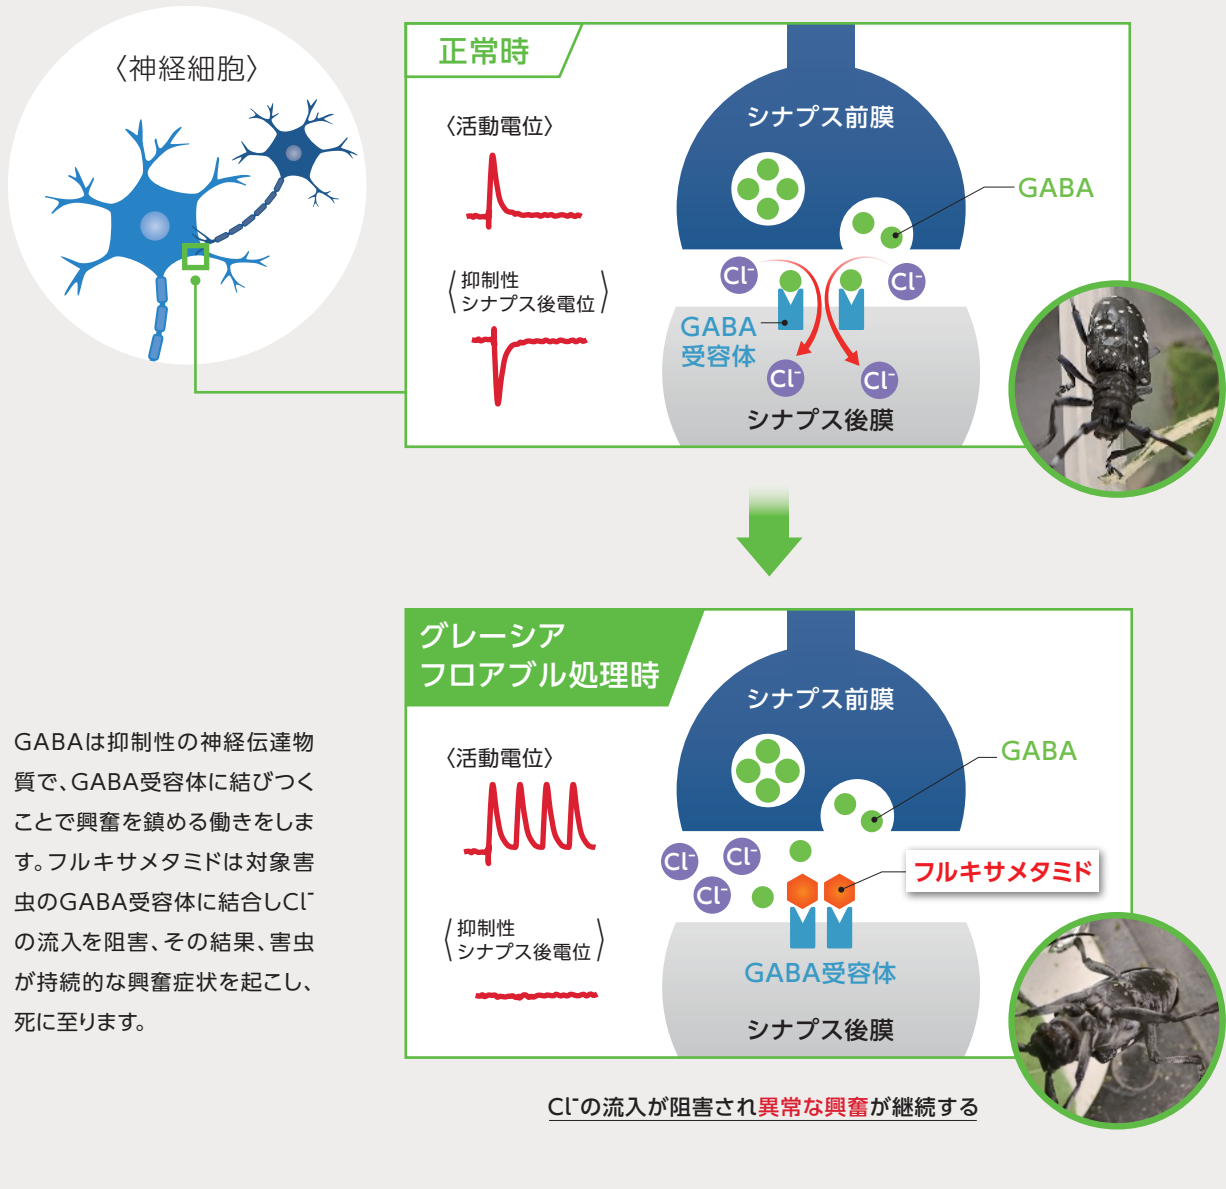 〈神経細胞〉
正常時
〈活動電位〉
抑制性
シナプス後電位
シナプス前膜
GABA
Cl⁻
Cl⁻
GABA
受容体
Cl⁻
Cl⁻
シナプス後膜
グレーシア
フロアブル処理時
〈活動電位〉
抑制性
シナプス後電位
シナプス前膜
GABA
Cl⁻
Cl⁻
Cl⁻
フルキサメタミド
GABA受容体
シナプス後膜
GABAは抑制性の神経伝達物
質で、GABA受容体に結びつく
ことで興奮を鎮める働きをしま
す。フルキサメタミドは対象害
虫のGABA受容体に結合しCl⁻
の流入を阻害、その結果、害虫
が持続的な興奮症状を起こし、
死に至ります。
Cl⁻の流入が阻害され異常な興奮が継続する